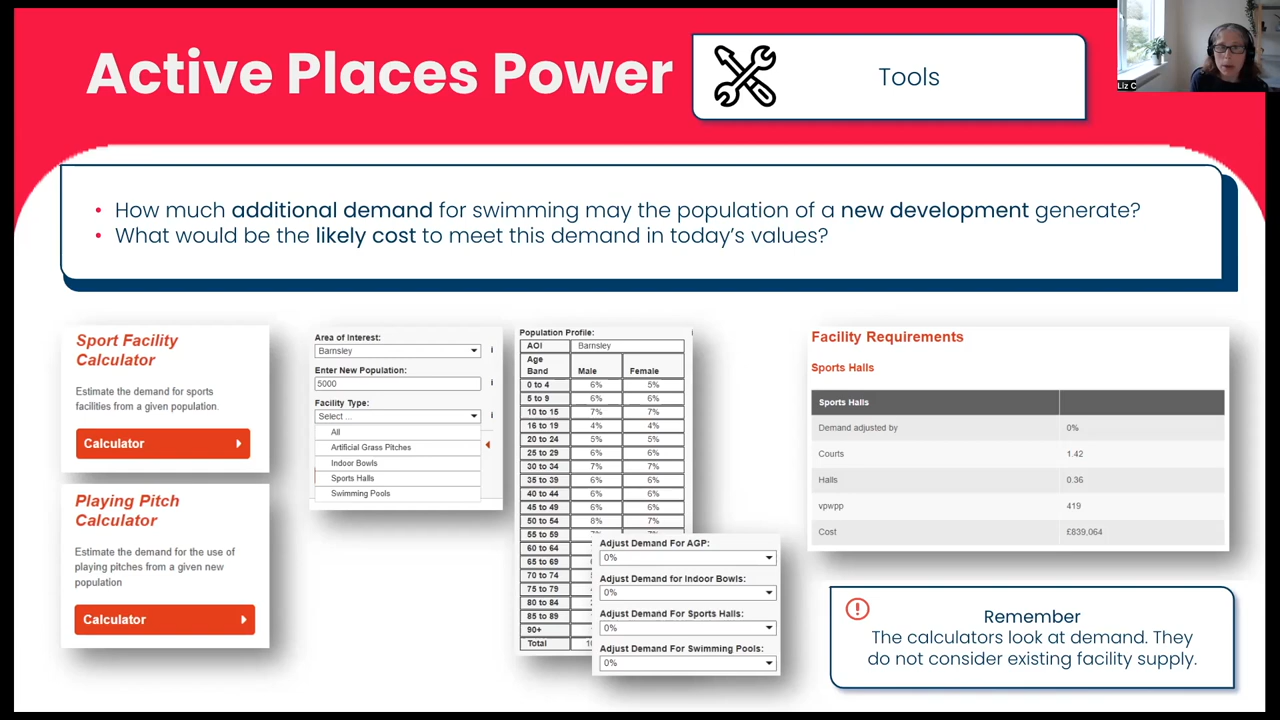 Active Places Power
Tools
Liz C
• How much additional demand for swimming may the population of a new development generate?
• What would be the likely cost to meet this demand in today's values?
Sport Facility
Calculator
Estimate the demand for sports
facilities from a given population.
Calculator
Playing Pitch
Calculator
Estimate the demand for the use of
playing pitches from a given new
population
Calculator
Area of Interest:
Barnsley
Enter New Population:
5000
Facility Type:
Select ...
All
Artificial Grass Pitches
Indoor Bowls
Sports Halls
Swimming Pools
Population Profile:
AOI Barnsley
Age
Band Male Female
0 to 4 6% 5%
5 to 9 6% 6%
10 to 15 7% 7%
16 to 19 4% 4%
20 to 24 5% 5%
25 to 29 6% 6%
30 to 34 7% 7%
35 to 39 6% 6%
40 to 44 6% 6%
45 to 49 6% 6%
50 to 54 8% 7%
55 to 59
60 to 64
65 to 69
70 to 74
75 to 79
80 to 84
85 to 89
90+
Total
Adjust Demand For AGP:
0%
Adjust Demand for Indoor Bowls:
0%
Adjust Demand For Sports Halls:
0%
Adjust Demand For Swimming Pools:
0%
Facility Requirements
Sports Halls
Sports Halls
Demand adjusted by 0%
Courts 1.42
Halls 0.36
vpwpp 419
Cost £839,064
Remember
The calculators look at demand. They
do not consider existing facility supply.